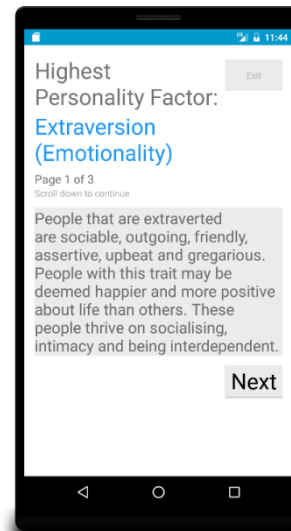 11:44
Highest
Personality Factor:
Exit
Extraversion
(Emotionality)
Page 1 of 3
Scroll down to continue
People that are extraverted
are sociable, outgoing, friendly,
assertive, upbeat and gregarious.
People with this trait may be
deemed happier and more positive
about life than others. These
people thrive on socialising,
intimacy and being interdependent.
Next